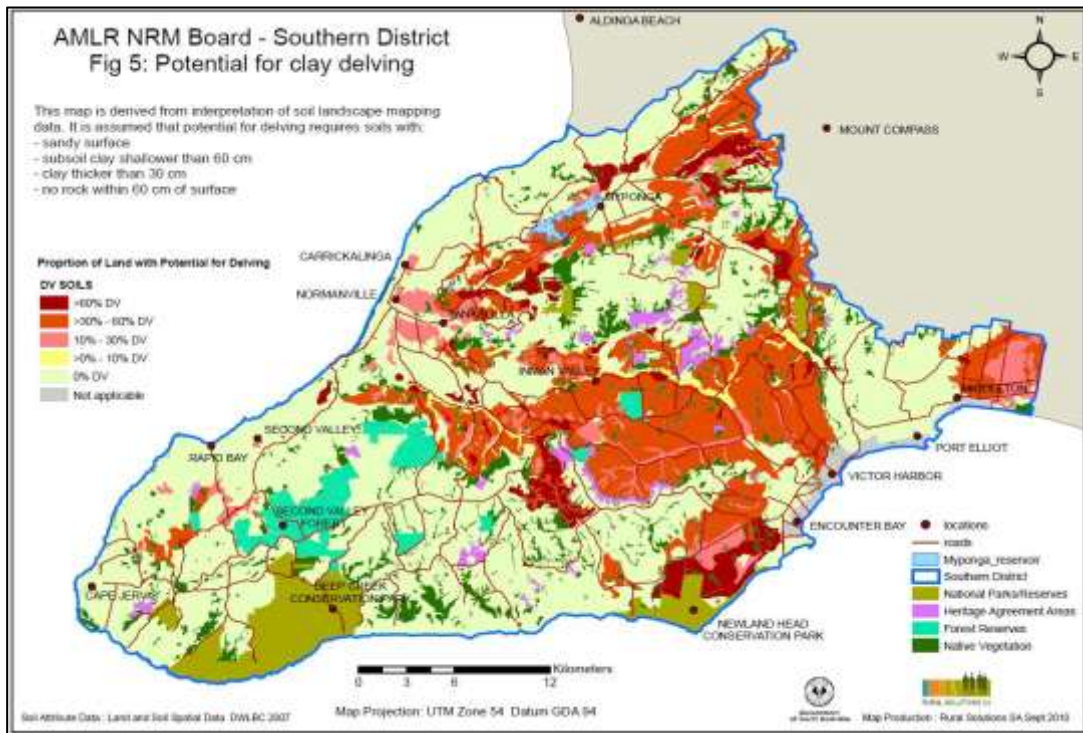 AMLR NRM Board - Southern District
Fig 5: Potential for clay delving
This map is derived from interpretation of soil landscape mapping
data. It is assumed that potential for delving requires soils with:
- sandy surface
- subsoil clay shallower than 60 cm
- clay thicker than 30 cm
- no rock within 60 cm of surface
ALDINGA BEACH
N
W
E
S
MOUNT COMPASS
MYPONGA
CARRICKALINGA
NORMANVILLE
YANKALILLA
INMAN VALLEY
MIDDLETON
PORT ELLIOT
VICTOR HARBOR
ENCOUNTER BAY
SECOND VALLEY
RAPID BAY
SECOND VALLEY
FOREST
CAPE JERVIS
DEEP CREEK
CONSERVATION PARK
NEWLAND HEAD
CONSERVATION PARK
Proprtion of Land with Potential for Delving
DV SOILS
>60% DV
>30% - 60% DV
10% - 30% DV
>0% - 10% DV
0% DV
Not applicable
locations
roads
Myponga_reservoir
Southern District
National Parks/Reserves
Heritage Agreement Areas
Forest Reserves
Native Vegetation
Kilometers
0 3 6 12
Map Projection: UTM Zone 54 Datum GDA 94
Soil Attribute Data : Land and Soil Spatial Data DWLBC 2007
Map Production : Rural Solutions SA Sept 2010